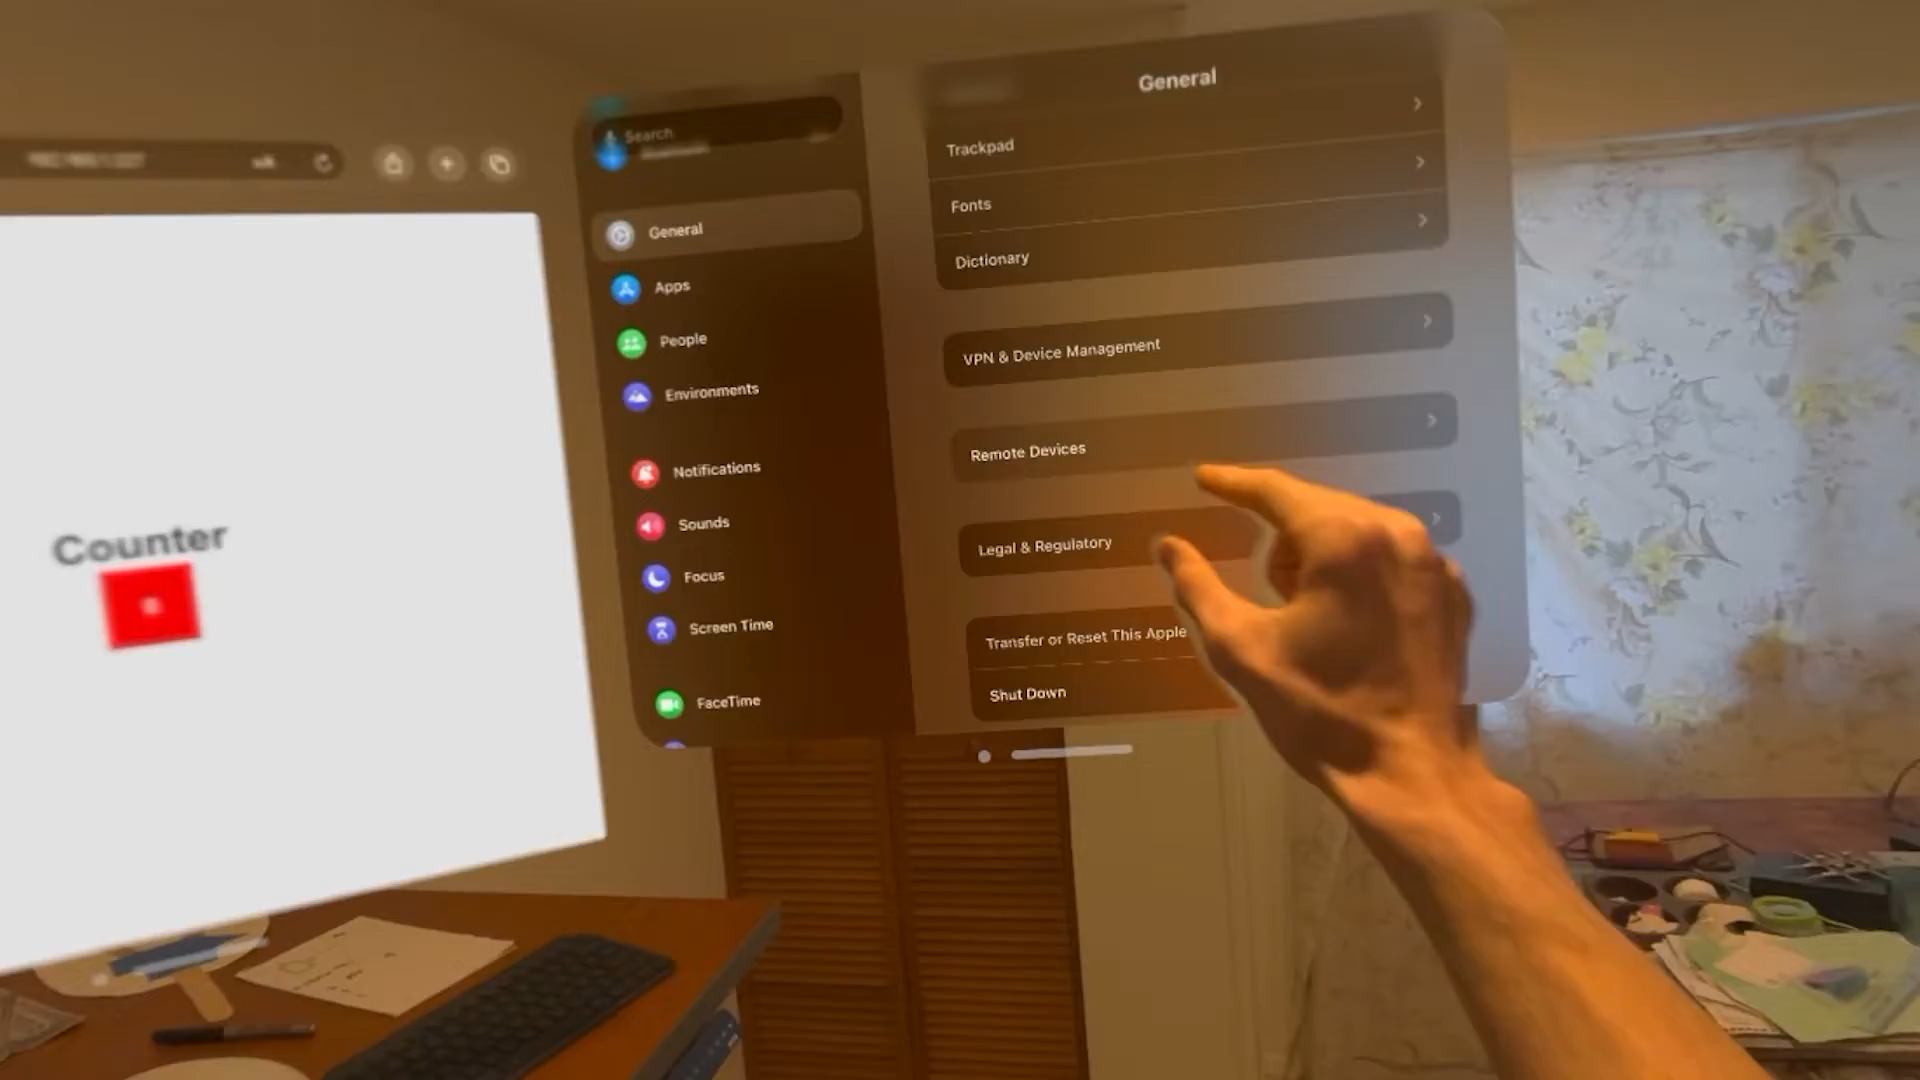 Search
General
Apps
People
Environments
Notifications
Sounds
Focus
Screen Time
FaceTime
General
Trackpad
Fonts
Dictionary
VPN & Device Management
Remote Devices
Legal & Regulatory
Transfer or Reset This Apple
Shut Down
Counter